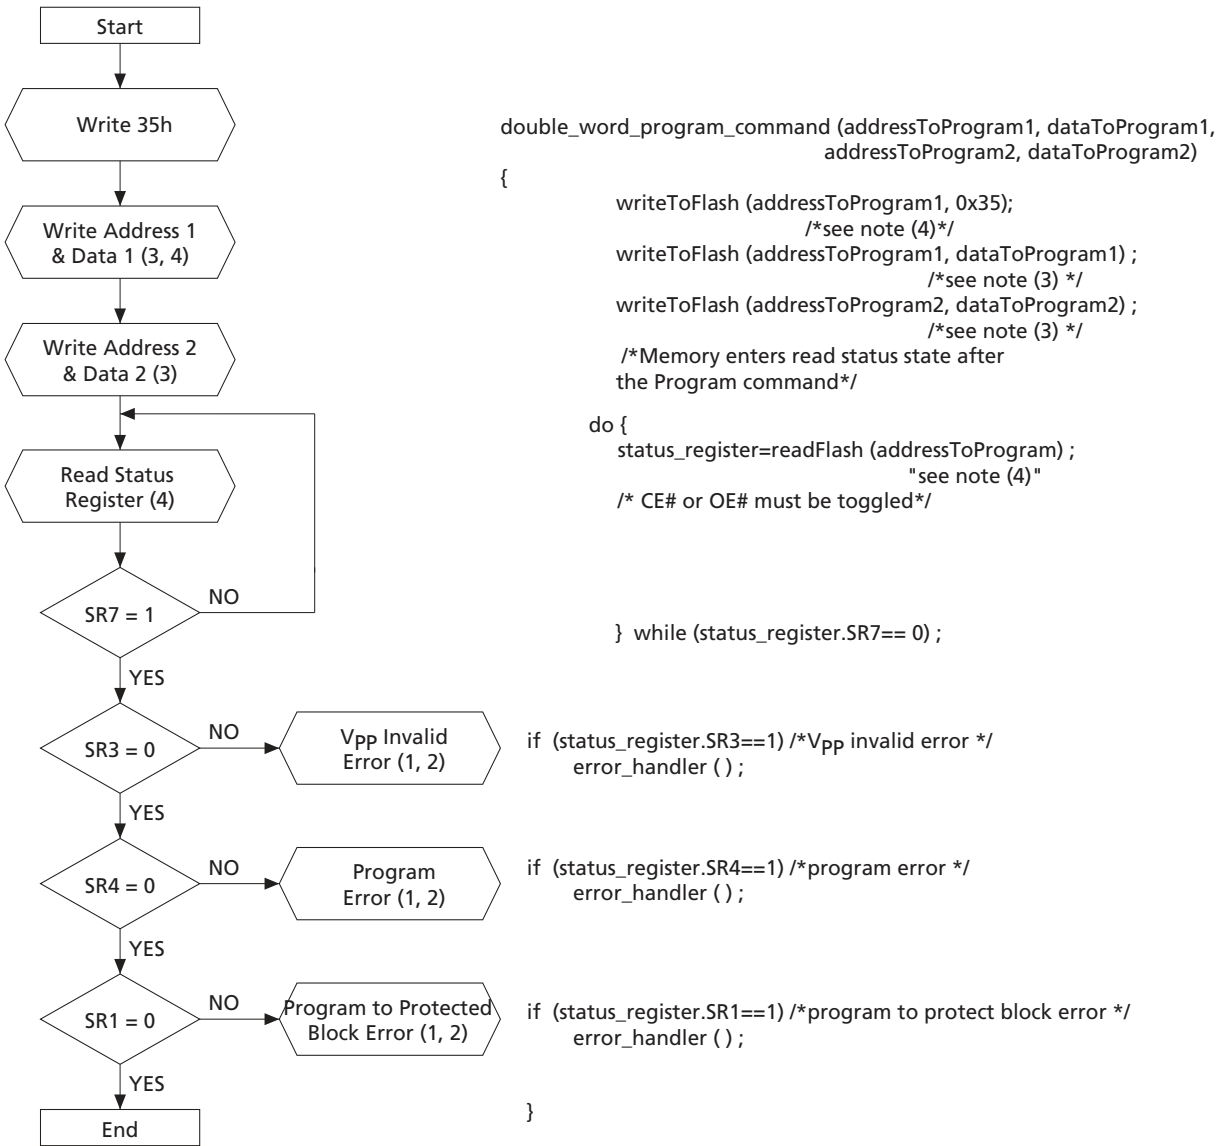 Start
Write 35h
Write Address 1
& Data 1 (3, 4)
Write Address 2
& Data 2 (3)
Read Status
Register (4)
SR7 = 1
NO
YES
SR3 = 0
NO
VPP Invalid
Error (1, 2)
YES
SR4 = 0
NO
Program
Error (1, 2)
YES
SR1 = 0
NO
Program to Protected
Block Error (1, 2)
YES
End
double_word_program_command (addressToProgram1, dataToProgram1,
addressToProgram2, dataToProgram2)
{
writeToFlash (addressToProgram1, 0x35);
/*see note (4)*/
writeToFlash (addressToProgram1, dataToProgram1) ;
/*see note (3) */
writeToFlash (addressToProgram2, dataToProgram2) ;
/*see note (3) */
/*Memory enters read status state after
the Program command*/
do {
status_register=readFlash (addressToProgram) ;
"see note (4)"
/* CE# or OE# must be toggled*/
} while (status_register.SR7== 0) ;
if (status_register.SR3==1) /*VPP invalid error */
error_handler ( ) ;
if (status_register.SR4==1) /*program error */
error_handler ( ) ;
if (status_register.SR1==1) /*program to protect block error */
error_handler ( ) ;
}